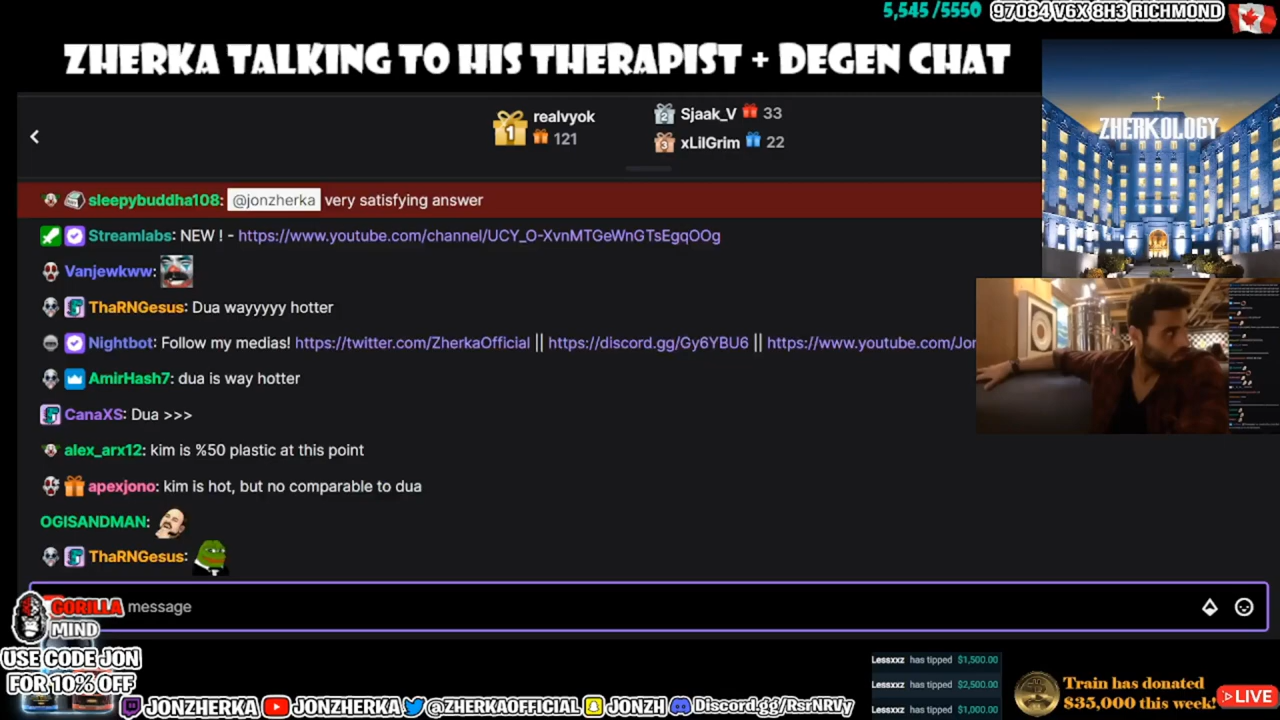 5,545 /5550
97084 V6X 8H3 RICHMOND
ZHERKA TALKING TO HIS THERAPIST + DEGEN CHAT
1 realvyok
121
2 Sjaak_V 33
3 xLilGrim 22
ZHERKOLOGY
sleepybuddha108: @jonzherka very satisfying answer
Streamlabs: NEW ! - https://www.youtube.com/channel/UCY_O-XvnMTGeWnGTsEgqOOg
Vanjewkww:
ThaRNGesus: Dua wayyyyy hotter
Nightbot: Follow my medias! https://twitter.com/ZherkaOfficial || https://discord.gg/Gy6YBU6 || https://www.youtube.com/Jor
AmirHash7: dua is way hotter
CanaXS: Dua >>>
alex_arx12: kim is %50 plastic at this point
apexjono: kim is hot, but no comparable to dua
OGISANDMAN:
ThaRNGesus:
message
GORILLA
MIND
USE CODE JON
FOR 10% OFF
Lessxxz has tipped $1,500.00
Lessxxz has tipped $2,500.00
Lessxxz has tipped $1,000.00
Train has donated
$35,000 this week!
LIVE
JONZHERKA JONZHERKA @ZHERKAOFFICIAL JONZH Discord.gg/RsrNRVy